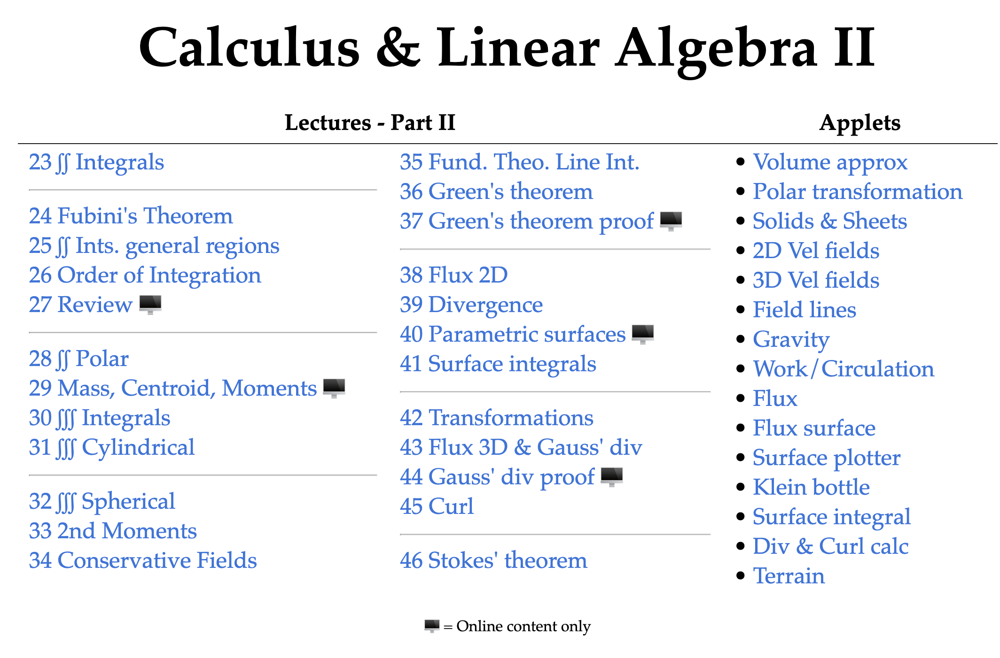 Calculus & Linear Algebra II
Lectures - Part II
23 ∬ Integrals
24 Fubini's Theorem
25 ∬ Ints. general regions
26 Order of Integration
27 Review
28 ∬ Polar
29 Mass, Centroid, Moments
30 ∭ Integrals
31 ∭ Cylindrical
32 ∭ Spherical
33 2nd Moments
34 Conservative Fields
35 Fund. Theo. Line Int.
36 Green's theorem
37 Green's theorem proof
38 Flux 2D
39 Divergence
40 Parametric surfaces
41 Surface integrals
42 Transformations
43 Flux 3D & Gauss' div
44 Gauss' div proof
45 Curl
46 Stokes' theorem
Applets
• Volume approx
• Polar transformation
• Solids & Sheets
• 2D Vel fields
• 3D Vel fields
• Field lines
• Gravity
• Work/Circulation
• Flux
• Flux surface
• Surface plotter
• Klein bottle
• Surface integral
• Div & Curl calc
• Terrain
= Online content only